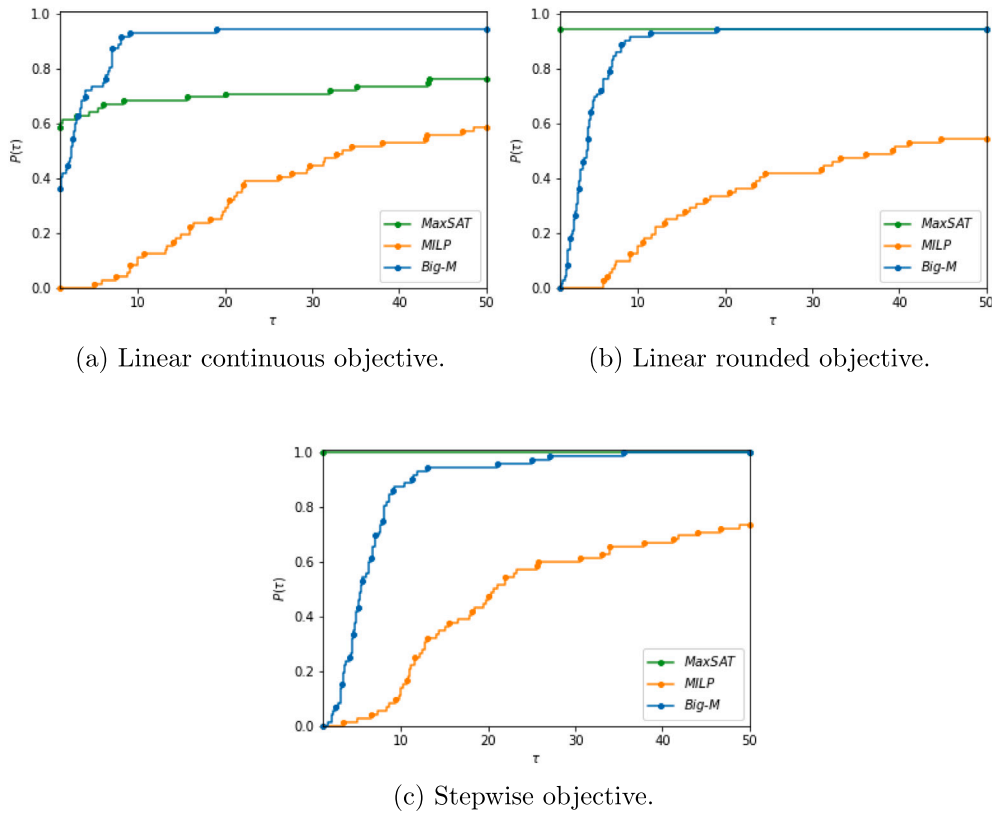 1.0
0.8
0.6
0.4
0.2
0.0
P(τ)
10
20
30
40
50
τ
MaxSAT
MILP
Big-M
(a) Linear continuous objective.
1.0
0.8
0.6
0.4
0.2
0.0
P(τ)
10
20
30
40
50
τ
MaxSAT
MILP
Big-M
(b) Linear rounded objective.
1.0
0.8
0.6
0.4
0.2
0.0
P(τ)
10
20
30
40
50
τ
MaxSAT
MILP
Big-M
(c) Stepwise objective.